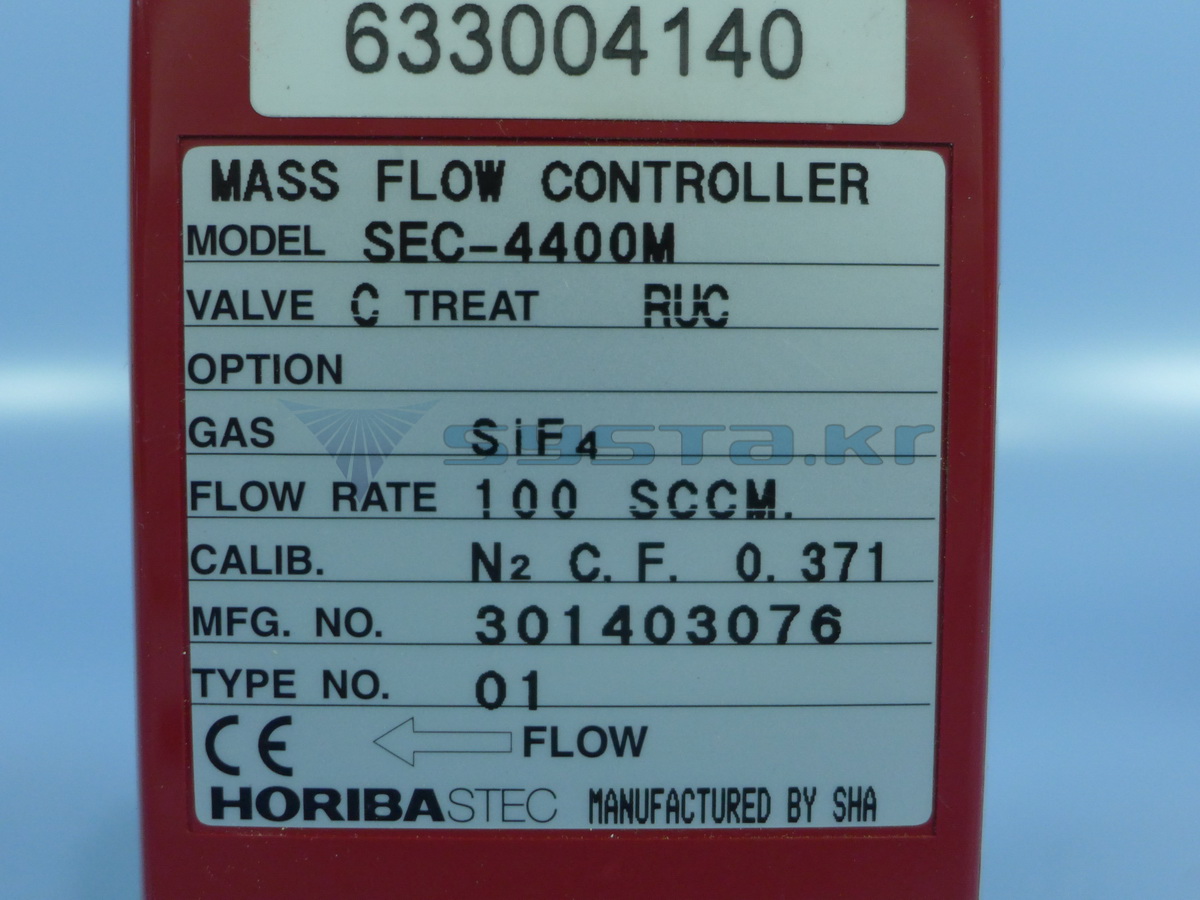 633004140
MASS FLOW CONTROLLER
MODEL SEC-4400M
VALVE C TREAT RUC
OPTION
GAS SiF4
systa.kr
FLOW RATE 100 SCCM.
CALIB. N2 C.F. 0.371
MFG. NO. 301403076
TYPE NO. 01
CE FLOW
HORIBASTEC MANUFACTURED BY SHA